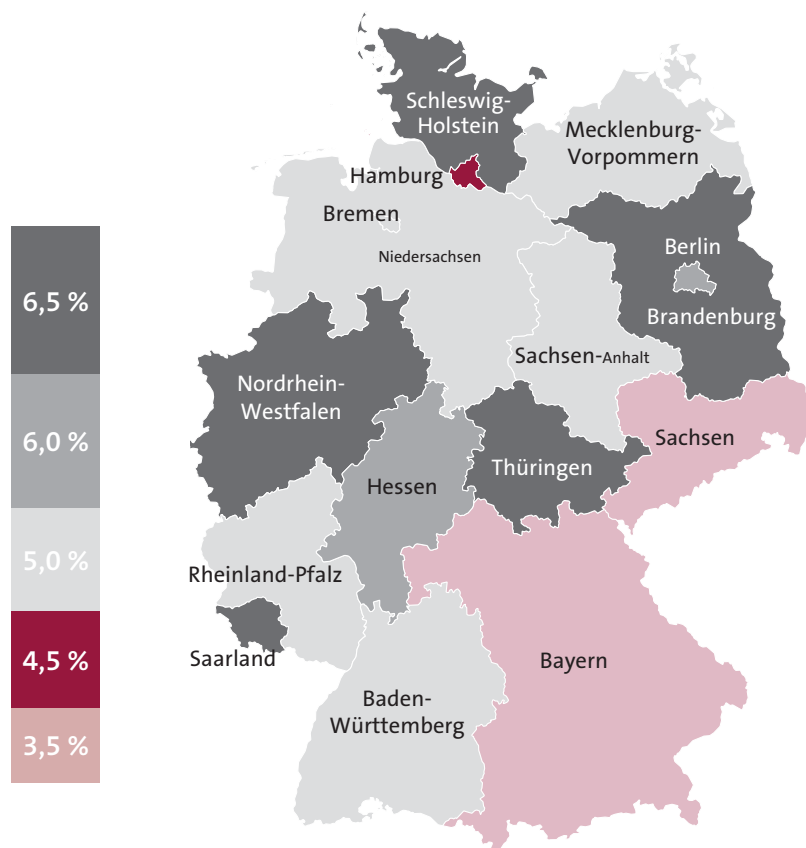 Schleswig-
Holstein
Mecklenburg-
Vorpommern
Hamburg
Bremen
Niedersachsen
Berlin
Brandenburg
Sachsen-Anhalt
Nordrhein-
Westfalen
Sachsen
Thüringen
Hessen
Rheinland-Pfalz
Saarland
Bayern
Baden-
Württemberg
6,5 %
6,0 %
5,0 %
4,5 %
3,5 %